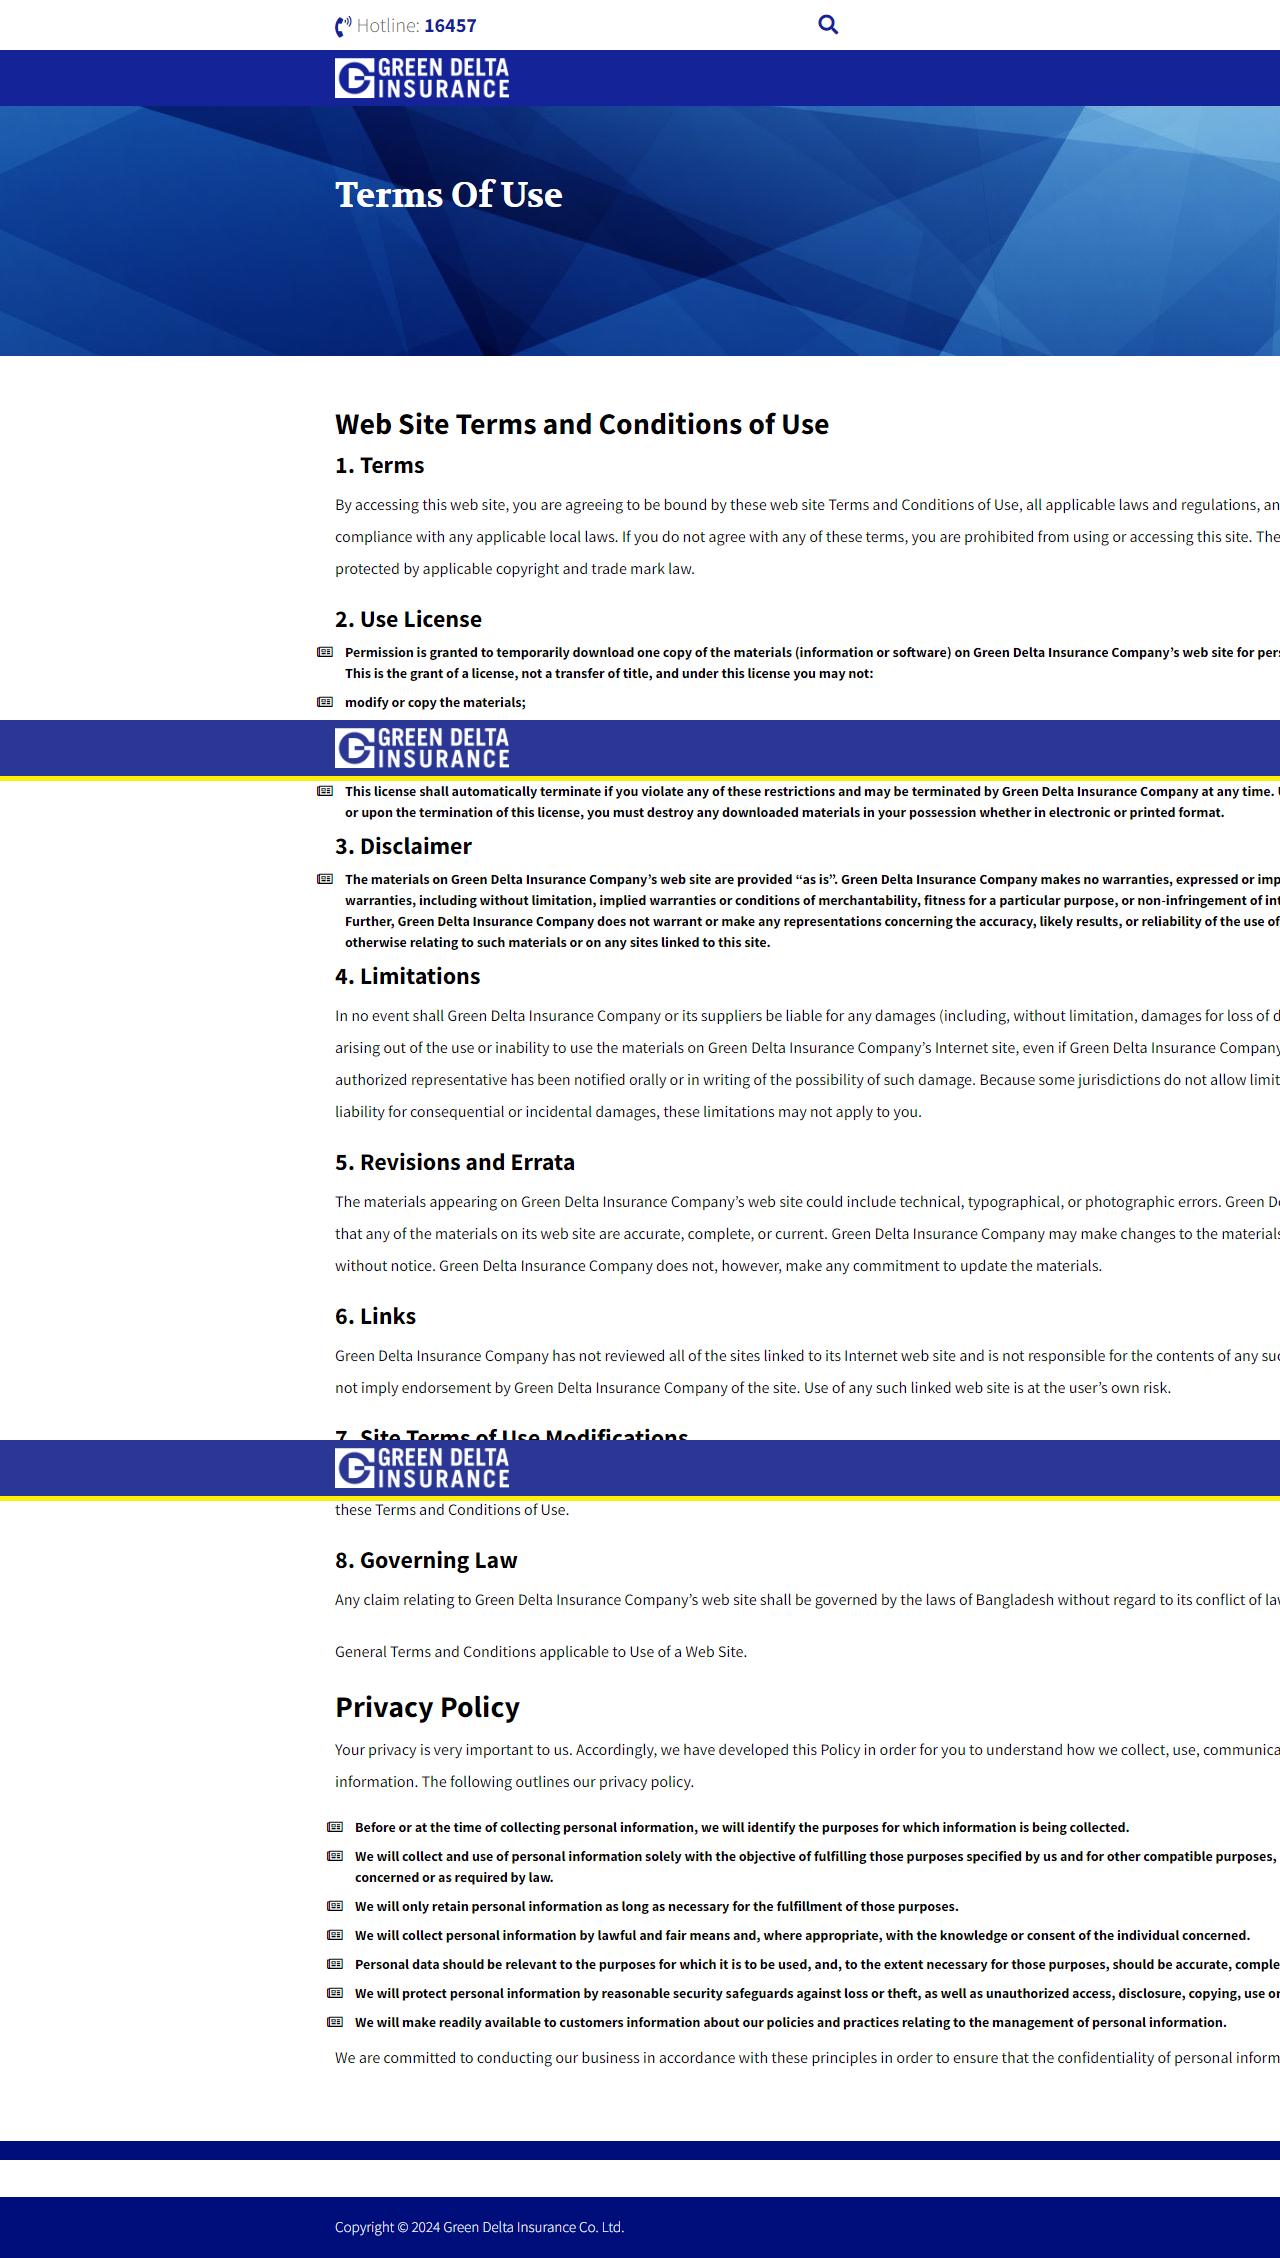 Hotline: 16457
GREEN DELTA
INSURANCE
Terms Of Use
Web Site Terms and Conditions of Use
1. Terms
By accessing this web site, you are agreeing to be bound by these web site Terms and Conditions of Use, all applicable laws and regulations,
compliance with any applicable local laws. If you do not agree with any of these terms, you are prohibited from using or accessing this site. The
protected by applicable copyright and trade mark law.
2. Use License
Permission is granted to temporarily download one copy of the materials (information or software) on Green Delta Insurance Company’s web site for
This is the grant of a license, not a transfer of title, and under this license you may not:
modify or copy the materials;
GREEN DELTA
INSURANCE
This license shall automatically terminate if you violate any of these restrictions and may be terminated by Green Delta Insurance Company at any time.
or upon the termination of this license, you must destroy any downloaded materials in your possession whether in electronic or printed format.
3. Disclaimer
The materials on Green Delta Insurance Company’s web site are provided “as is”. Green Delta Insurance Company makes no warranties, expressed or
warranties, including without limitation, implied warranties or conditions of merchantability, fitness for a particular purpose, or non-infringement of
Further, Green Delta Insurance Company does not warrant or make any representations concerning the accuracy, likely results, or reliability of the use of
otherwise relating to such materials or on any sites linked to this site.
4. Limitations
In no event shall Green Delta Insurance Company or its suppliers be liable for any damages (including, without limitation, damages for loss of
arising out of the use or inability to use the materials on Green Delta Insurance Company’s Internet site, even if Green Delta Insurance Company
authorized representative has been notified orally or in writing of the possibility of such damage. Because some jurisdictions do not allow
liability for consequential or incidental damages, these limitations may not apply to you.
5. Revisions and Errata
The materials appearing on Green Delta Insurance Company’s web site could include technical, typographical, or photographic errors. Green
that any of the materials on its web site are accurate, complete, or current. Green Delta Insurance Company may make changes to the materials
without notice. Green Delta Insurance Company does not, however, make any commitment to update the materials.
6. Links
Green Delta Insurance Company has not reviewed all of the sites linked to its Internet web site and is not responsible for the contents of any
not imply endorsement by Green Delta Insurance Company of the site. Use of any such linked web site is at the user’s own risk.
7. Site Terms of Use Modifications
GREEN DELTA
INSURANCE
these Terms and Conditions of Use.
8. Governing Law
Any claim relating to Green Delta Insurance Company’s web site shall be governed by the laws of Bangladesh without regard to its conflict of
General Terms and Conditions applicable to Use of a Web Site.
Privacy Policy
Your privacy is very important to us. Accordingly, we have developed this Policy in order for you to understand how we collect, use,
information. The following outlines our privacy policy.
Before or at the time of collecting personal information, we will identify the purposes for which information is being collected.
We will collect and use of personal information solely with the objective of fulfilling those purposes specified by us and for other compatible purposes,
concerned or as required by law.
We will only retain personal information as long as necessary for the fulfillment of those purposes.
We will collect personal information by lawful and fair means and, where appropriate, with the knowledge or consent of the individual concerned.
Personal data should be relevant to the purposes for which it is to be used, and, to the extent necessary for those purposes, should be accurate,
We will protect personal information by reasonable security safeguards against loss or theft, as well as unauthorized access, disclosure, copying, use or
We will make readily available to customers information about our policies and practices relating to the management of personal information.
We are committed to conducting our business in accordance with these principles in order to ensure that the confidentiality of personal
Copyright © 2024 Green Delta Insurance Co. Ltd.